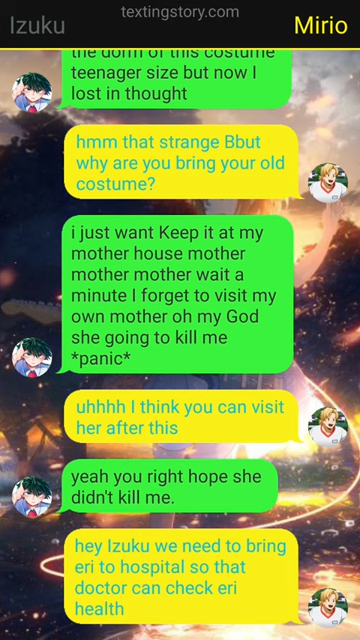 textingstory.com
Izuku
Mirio
the dorm of this costume
teenager size but now I
lost in thought
hmm that strange Bbut
why are you bring your old
costume?
i just want Keep it at my
mother house mother
mother mother wait a
minute I forget to visit my
own mother oh my God
she going to kill me
*panic*
uhhhh I think you can visit
her after this
yeah you right hope she
didn't kill me.
hey Izuku we need to bring
eri to hospital so that
doctor can check eri
health